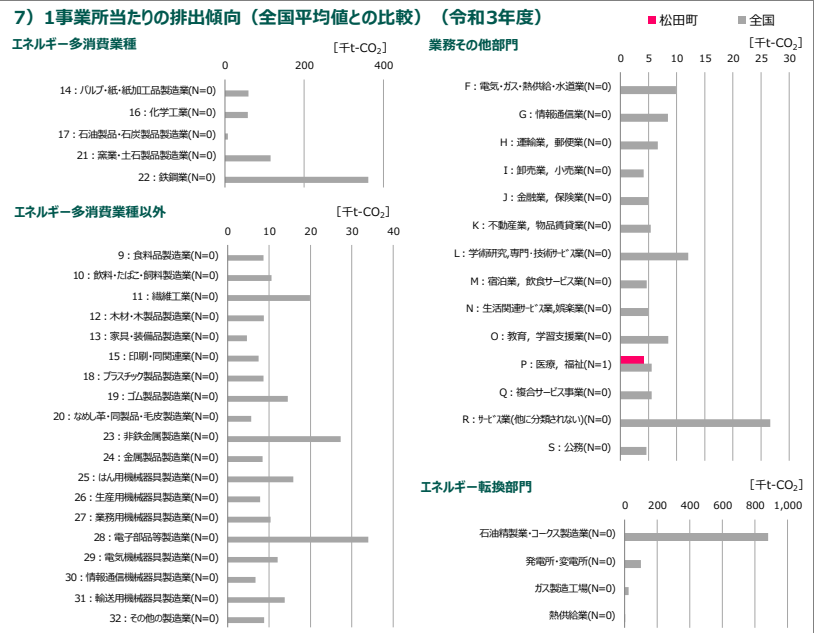 7）1事業所当たりの排出傾向（全国平均値との比較）（令和3年度）
■松田町 ■全国
エネルギー多消費業種
[千t-CO2]
0 200 400
14：パルプ・紙・紙加工品製造業(N=0)
16：化学工業(N=0)
17：石油製品・石炭製品製造業(N=0)
21：窯業・土石製品製造業(N=0)
22：鉄鋼業(N=0)
エネルギー多消費業種以外
[千t-CO2]
0 10 20 30 40
9：食料品製造業(N=0)
10：飲料・たばこ・飼料製造業(N=0)
11：繊維工業(N=0)
12：木材・木製品製造業(N=0)
13：家具・装備品製造業(N=0)
15：印刷・同関連業(N=0)
18：プラスチック製品製造業(N=0)
19：ゴム製品製造業(N=0)
20：なめし革・同製品・毛皮製造業(N=0)
23：非鉄金属製造業(N=0)
24：金属製品製造業(N=0)
25：はん用機械器具製造業(N=0)
26：生産用機械器具製造業(N=0)
27：業務用機械器具製造業(N=0)
28：電子部品等製造業(N=0)
29：電気機械器具製造業(N=0)
30：情報通信機械器具製造業(N=0)
31：輸送用機械器具製造業(N=0)
32：その他の製造業(N=0)
業務その他部門
[千t-CO2]
0 5 10 15 20 25 30
F：電気・ガス・熱供給・水道業(N=0)
G：情報通信業(N=0)
H：運輸業，郵便業(N=0)
I：卸売業，小売業(N=0)
J：金融業，保険業(N=0)
K：不動産業，物品賃貸業(N=0)
L：学術研究,専門・技術ｻｰﾋﾞｽ業(N=0)
M：宿泊業，飲食サービス業(N=0)
N：生活関連ｻｰﾋﾞｽ業,娯楽業(N=0)
O：教育，学習支援業(N=0)
P：医療，福祉(N=1)
Q：複合サービス事業(N=0)
R：ｻｰﾋﾞｽ業(他に分類されない)(N=0)
S：公務(N=0)
エネルギー転換部門
[千t-CO2]
0 200 400 600 800 1,000
石油精製業・コークス製造業(N=0)
発電所・変電所(N=0)
ガス製造工場(N=0)
熱供給業(N=0)